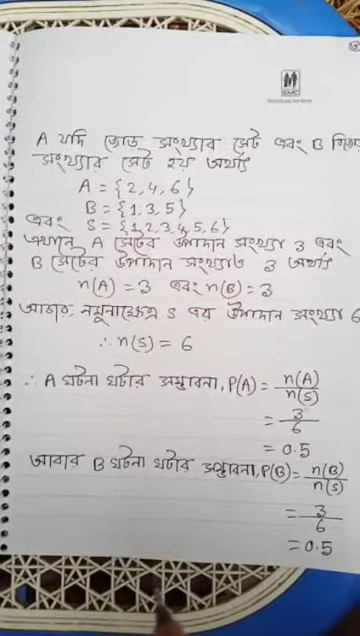 SMC
A যদি জোড় সংখ্যার সেট এবং B বিজোড়
সংখ্যার সেট হয় অর্থাৎ
A = {2, 4, 6}
B = {1, 3, 5}
এবং S = {1, 2, 3, 4, 5, 6}
এখানে A সেটের উপাদান সংখ্যা 3 এবং
B সেটের উপাদান সংখ্যাও 3 অর্থাৎ
n(A) = 3 এবং n(B) = 3
আবার নমুনাক্ষেত্র S এর উপাদান সংখ্যা 6
∴ n(S) = 6
∴ A ঘটনা ঘটার সম্ভাবনা, P(A) = n(A)/n(S)
= 3/6
= 0.5
আবার B ঘটনা ঘটার সম্ভাবনা, P(B) = n(B)/n(S)
= 3/6
= 0.5